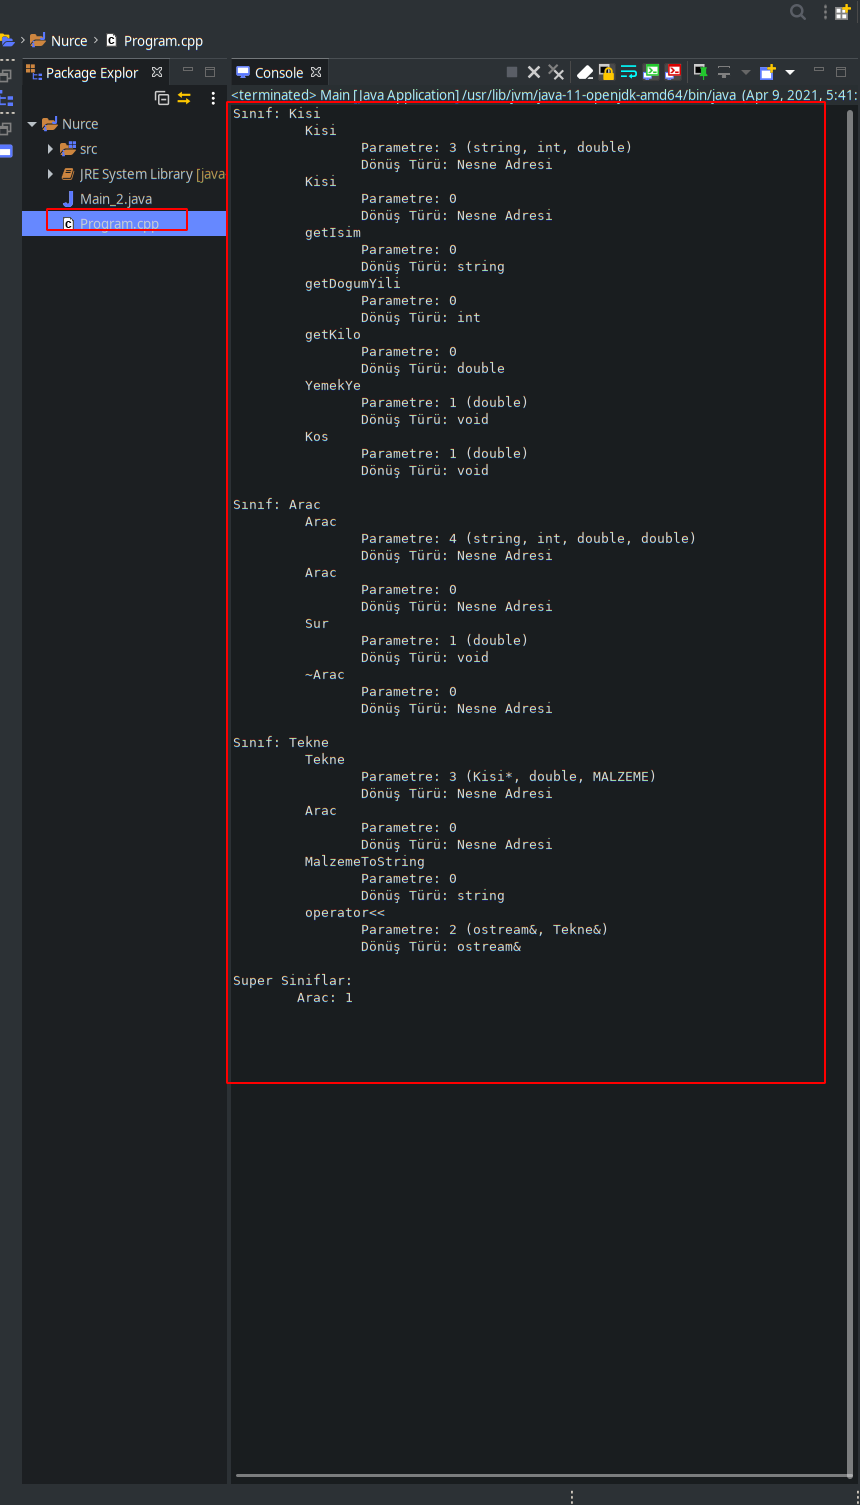 Nurce
Program.cpp
Package Explor
Console
<terminated> Main [Java Application] /usr/lib/jvm/java-11-openjdk-amd64/bin/java (Apr 9, 2021, 5:41:
Nurce
src
JRE System Library [java-
Main_2.java
Program.cpp
Sınıf: Kisi
Kisi
Parametre: 3 (string, int, double)
Dönüş Türü: Nesne Adresi
Kisi
Parametre: 0
Dönüş Türü: Nesne Adresi
getIsim
Parametre: 0
Dönüş Türü: string
getDogumYili
Parametre: 0
Dönüş Türü: int
getKilo
Parametre: 0
Dönüş Türü: double
YemekYe
Parametre: 1 (double)
Dönüş Türü: void
Kos
Parametre: 1 (double)
Dönüş Türü: void
Sınıf: Arac
Arac
Parametre: 4 (string, int, double, double)
Dönüş Türü: Nesne Adresi
Arac
Parametre: 0
Dönüş Türü: Nesne Adresi
Sur
Parametre: 1 (double)
Dönüş Türü: void
~Arac
Parametre: 0
Dönüş Türü: Nesne Adresi
Sınıf: Tekne
Tekne
Parametre: 3 (Kisi*, double, MALZEME)
Dönüş Türü: Nesne Adresi
Arac
Parametre: 0
Dönüş Türü: Nesne Adresi
MalzemeToString
Parametre: 0
Dönüş Türü: string
operator<<
Parametre: 2 (ostream&, Tekne&)
Dönüş Türü: ostream&
Super Siniflar:
Arac: 1